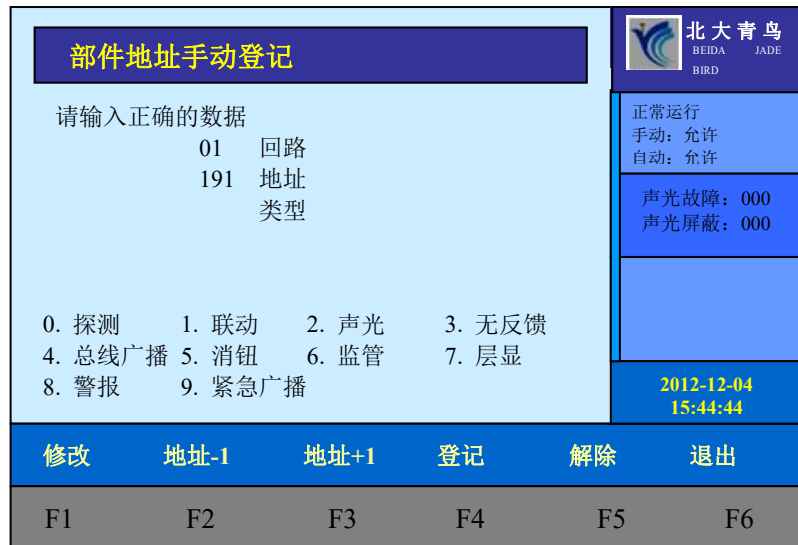 部件地址手动登记
北大青鸟
BEIDA JADE
BIRD
请输入正确的数据
01 回路
191 地址
类型
正常运行
手动：允许
自动：允许
声光故障：000
声光屏蔽：000
0. 探测 1. 联动 2. 声光 3. 无反馈
4. 总线广播 5. 消钮 6. 监管 7. 层显
8. 警报 9. 紧急广播
2012-12-04
15:44:44
修改 地址-1 地址+1 登记 解除 退出
F1 F2 F3 F4 F5 F6